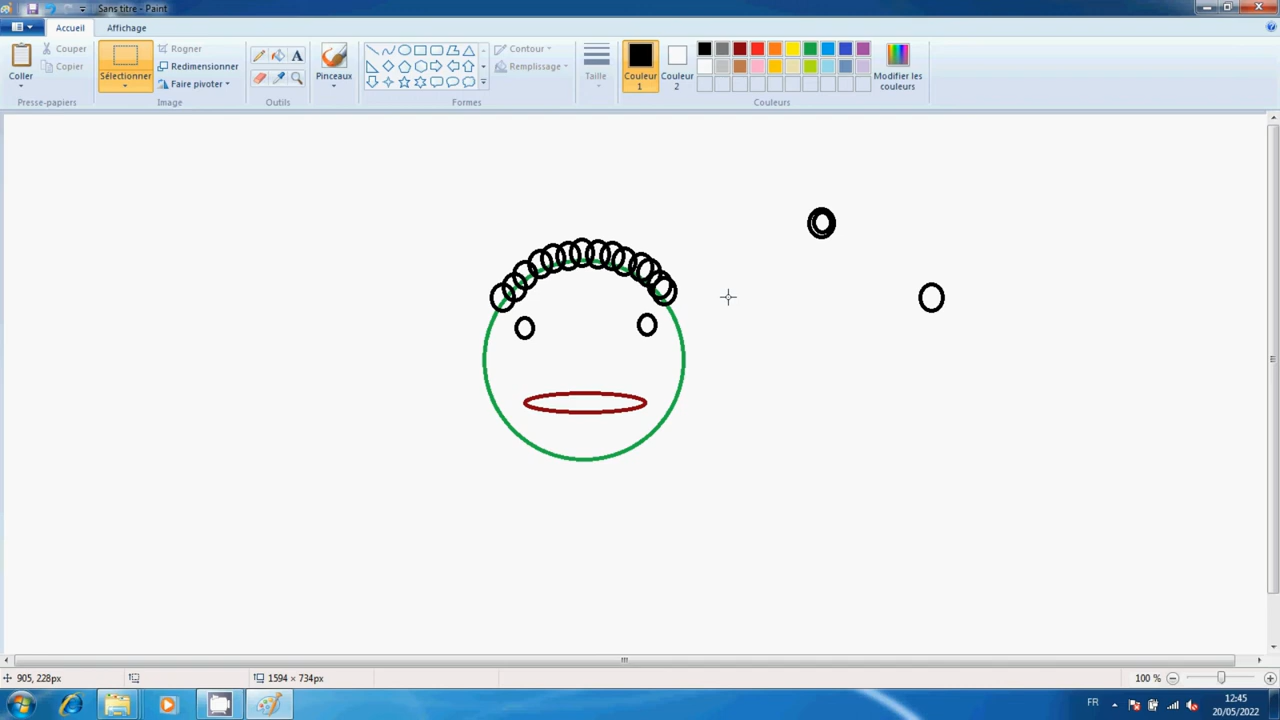 Sans titre - Paint
Accueil Affichage
Coller
Couper
Copier
Presse-papiers
Sélectionner
Rogner
Redimensionner
Faire pivoter
Image
A
Outils
Pinceaux
Contour
Remplissage
Formes
Taille
Couleur 1
Couleur 2
Modifier les couleurs
Couleurs
905, 228px
1594 × 734px
100 %
FR
12:45
20/05/2022